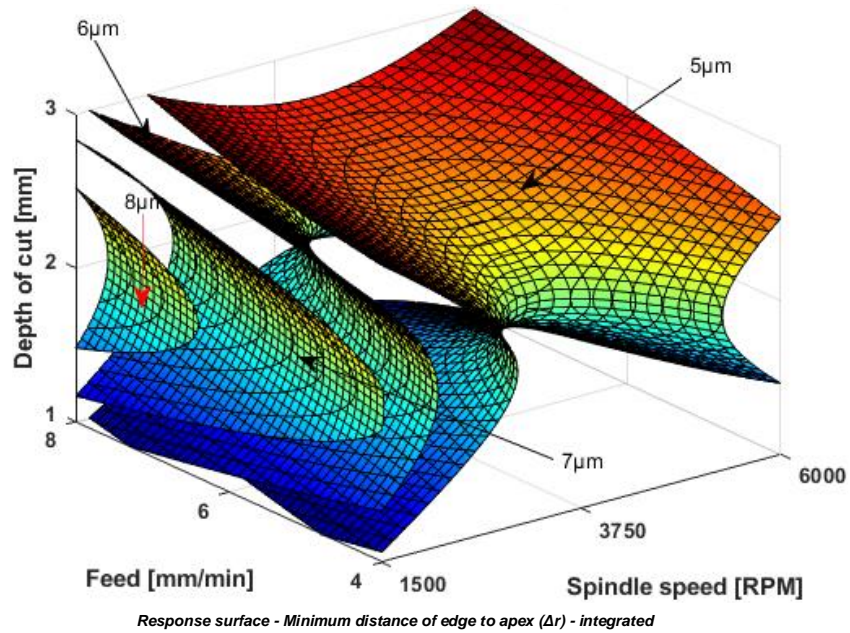 6μm
5μm
3
8μm
Depth of cut [mm]
2
1
8
7μm
6000
6
3750
Feed [mm/min]
4
1500
Spindle speed [RPM]
Response surface - Minimum distance of edge to apex (Δr) - integrated